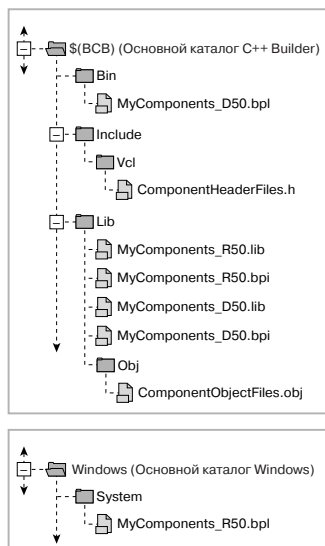 $(BCB) (Основной каталог C++ Builder)
Bin
MyComponents_D50.bpl
Include
Vcl
ComponentHeaderFiles.h
Lib
MyComponents_R50.lib
MyComponents_R50.bpi
MyComponents_D50.lib
MyComponents_D50.bpi
Obj
ComponentObjectFiles.obj
Windows (Основной каталог Windows)
System
MyComponents_R50.bpl